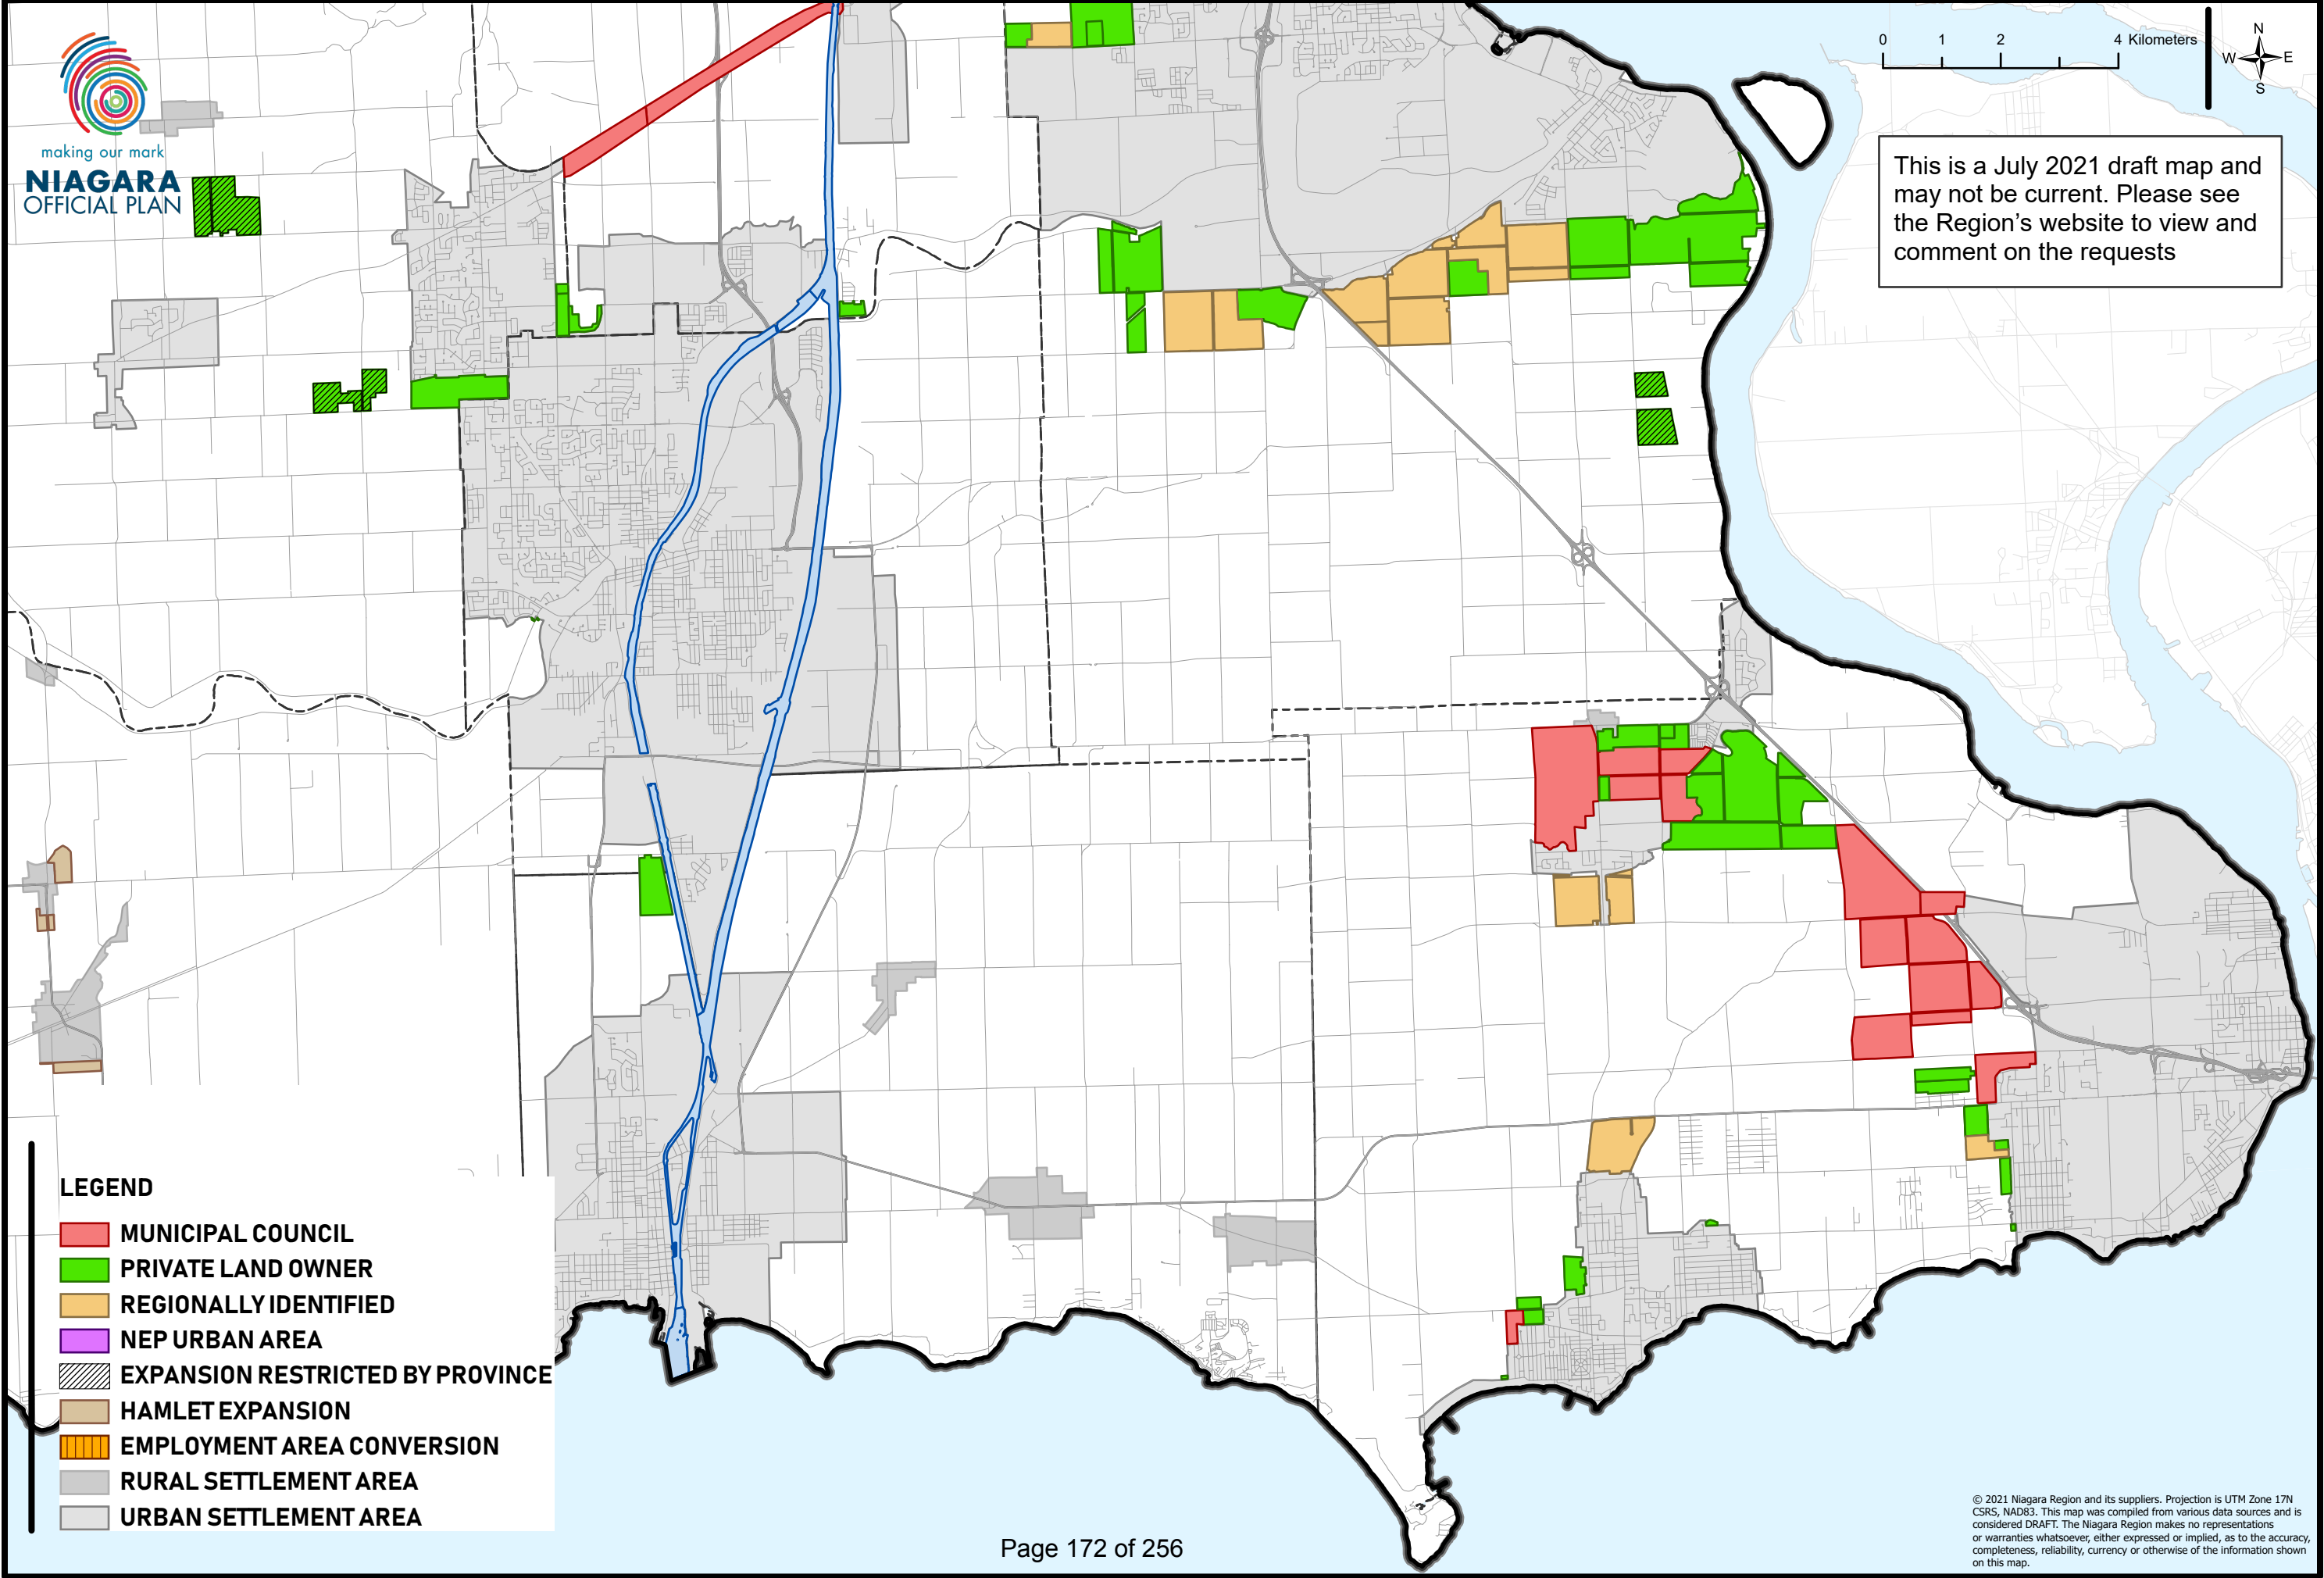 making our mark
NIAGARA
OFFICIAL PLAN
0 1 2 4 Kilometers
N
W E
S
This is a July 2021 draft map and
may not be current. Please see
the Region's website to view and
comment on the requests
LEGEND
MUNICIPAL COUNCIL
PRIVATE LAND OWNER
REGIONALLY IDENTIFIED
NEP URBAN AREA
EXPANSION RESTRICTED BY PROVINCE
HAMLET EXPANSION
EMPLOYMENT AREA CONVERSION
RURAL SETTLEMENT AREA
URBAN SETTLEMENT AREA
Page 172 of 256
© 2021 Niagara Region and its suppliers. Projection is UTM Zone 17N
CSRS, NAD83. This map was compiled from various data sources and is
considered DRAFT. The Niagara Region makes no representations
or warranties whatsoever, either expressed or implied, as to the accuracy,
completeness, reliability, currency or otherwise of the information shown
on this map.